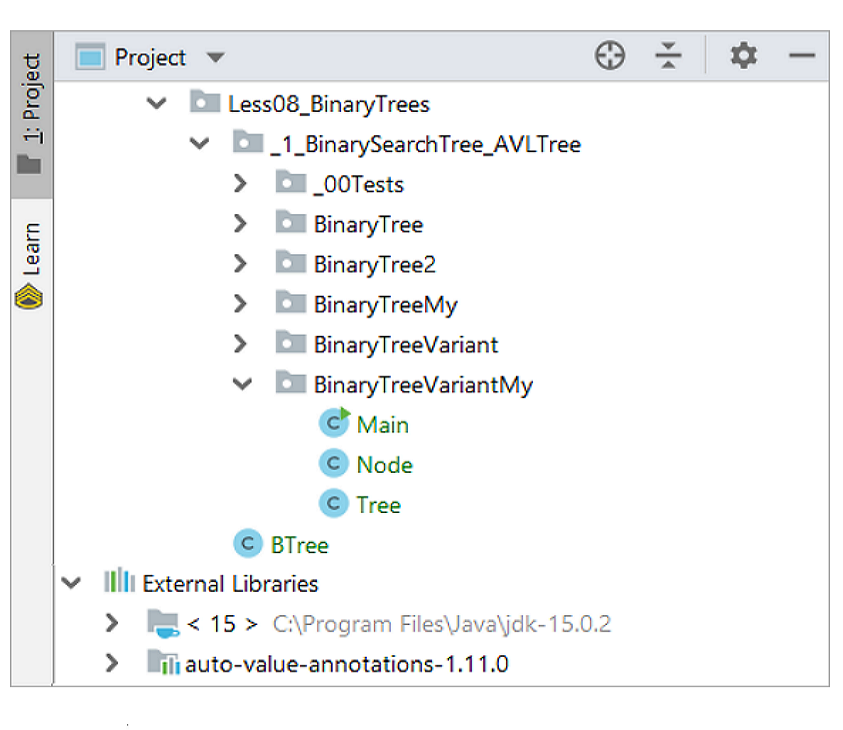 Project
1: Project
Learn
Less08_BinaryTrees
_1_BinarySearchTree_AVLTree
_00Tests
BinaryTree
BinaryTree2
BinaryTreeMy
BinaryTreeVariant
BinaryTreeVariantMy
C Main
C Node
C Tree
C BTree
External Libraries
< 15 > C:\Program Files\Java\jdk-15.0.2
auto-value-annotations-1.11.0